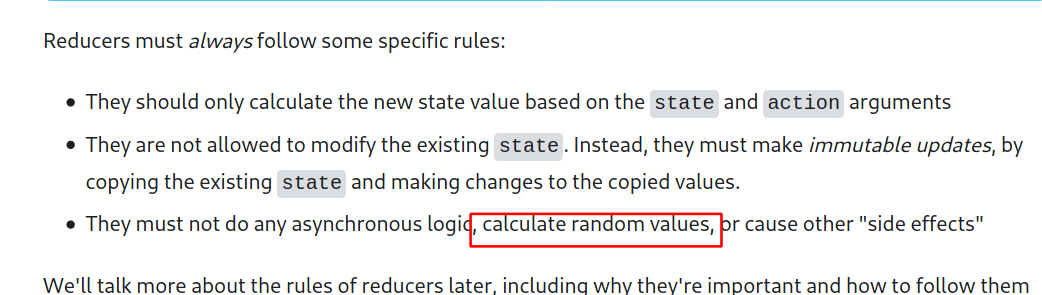 Reducers must always follow some specific rules:
• They should only calculate the new state value based on the state and action arguments
• They are not allowed to modify the existing state. Instead, they must make immutable updates, by
copying the existing state and making changes to the copied values.
• They must not do any asynchronous logic, calculate random values, or cause other "side effects"
We'll talk more about the rules of reducers later, including why they're important and how to follow them